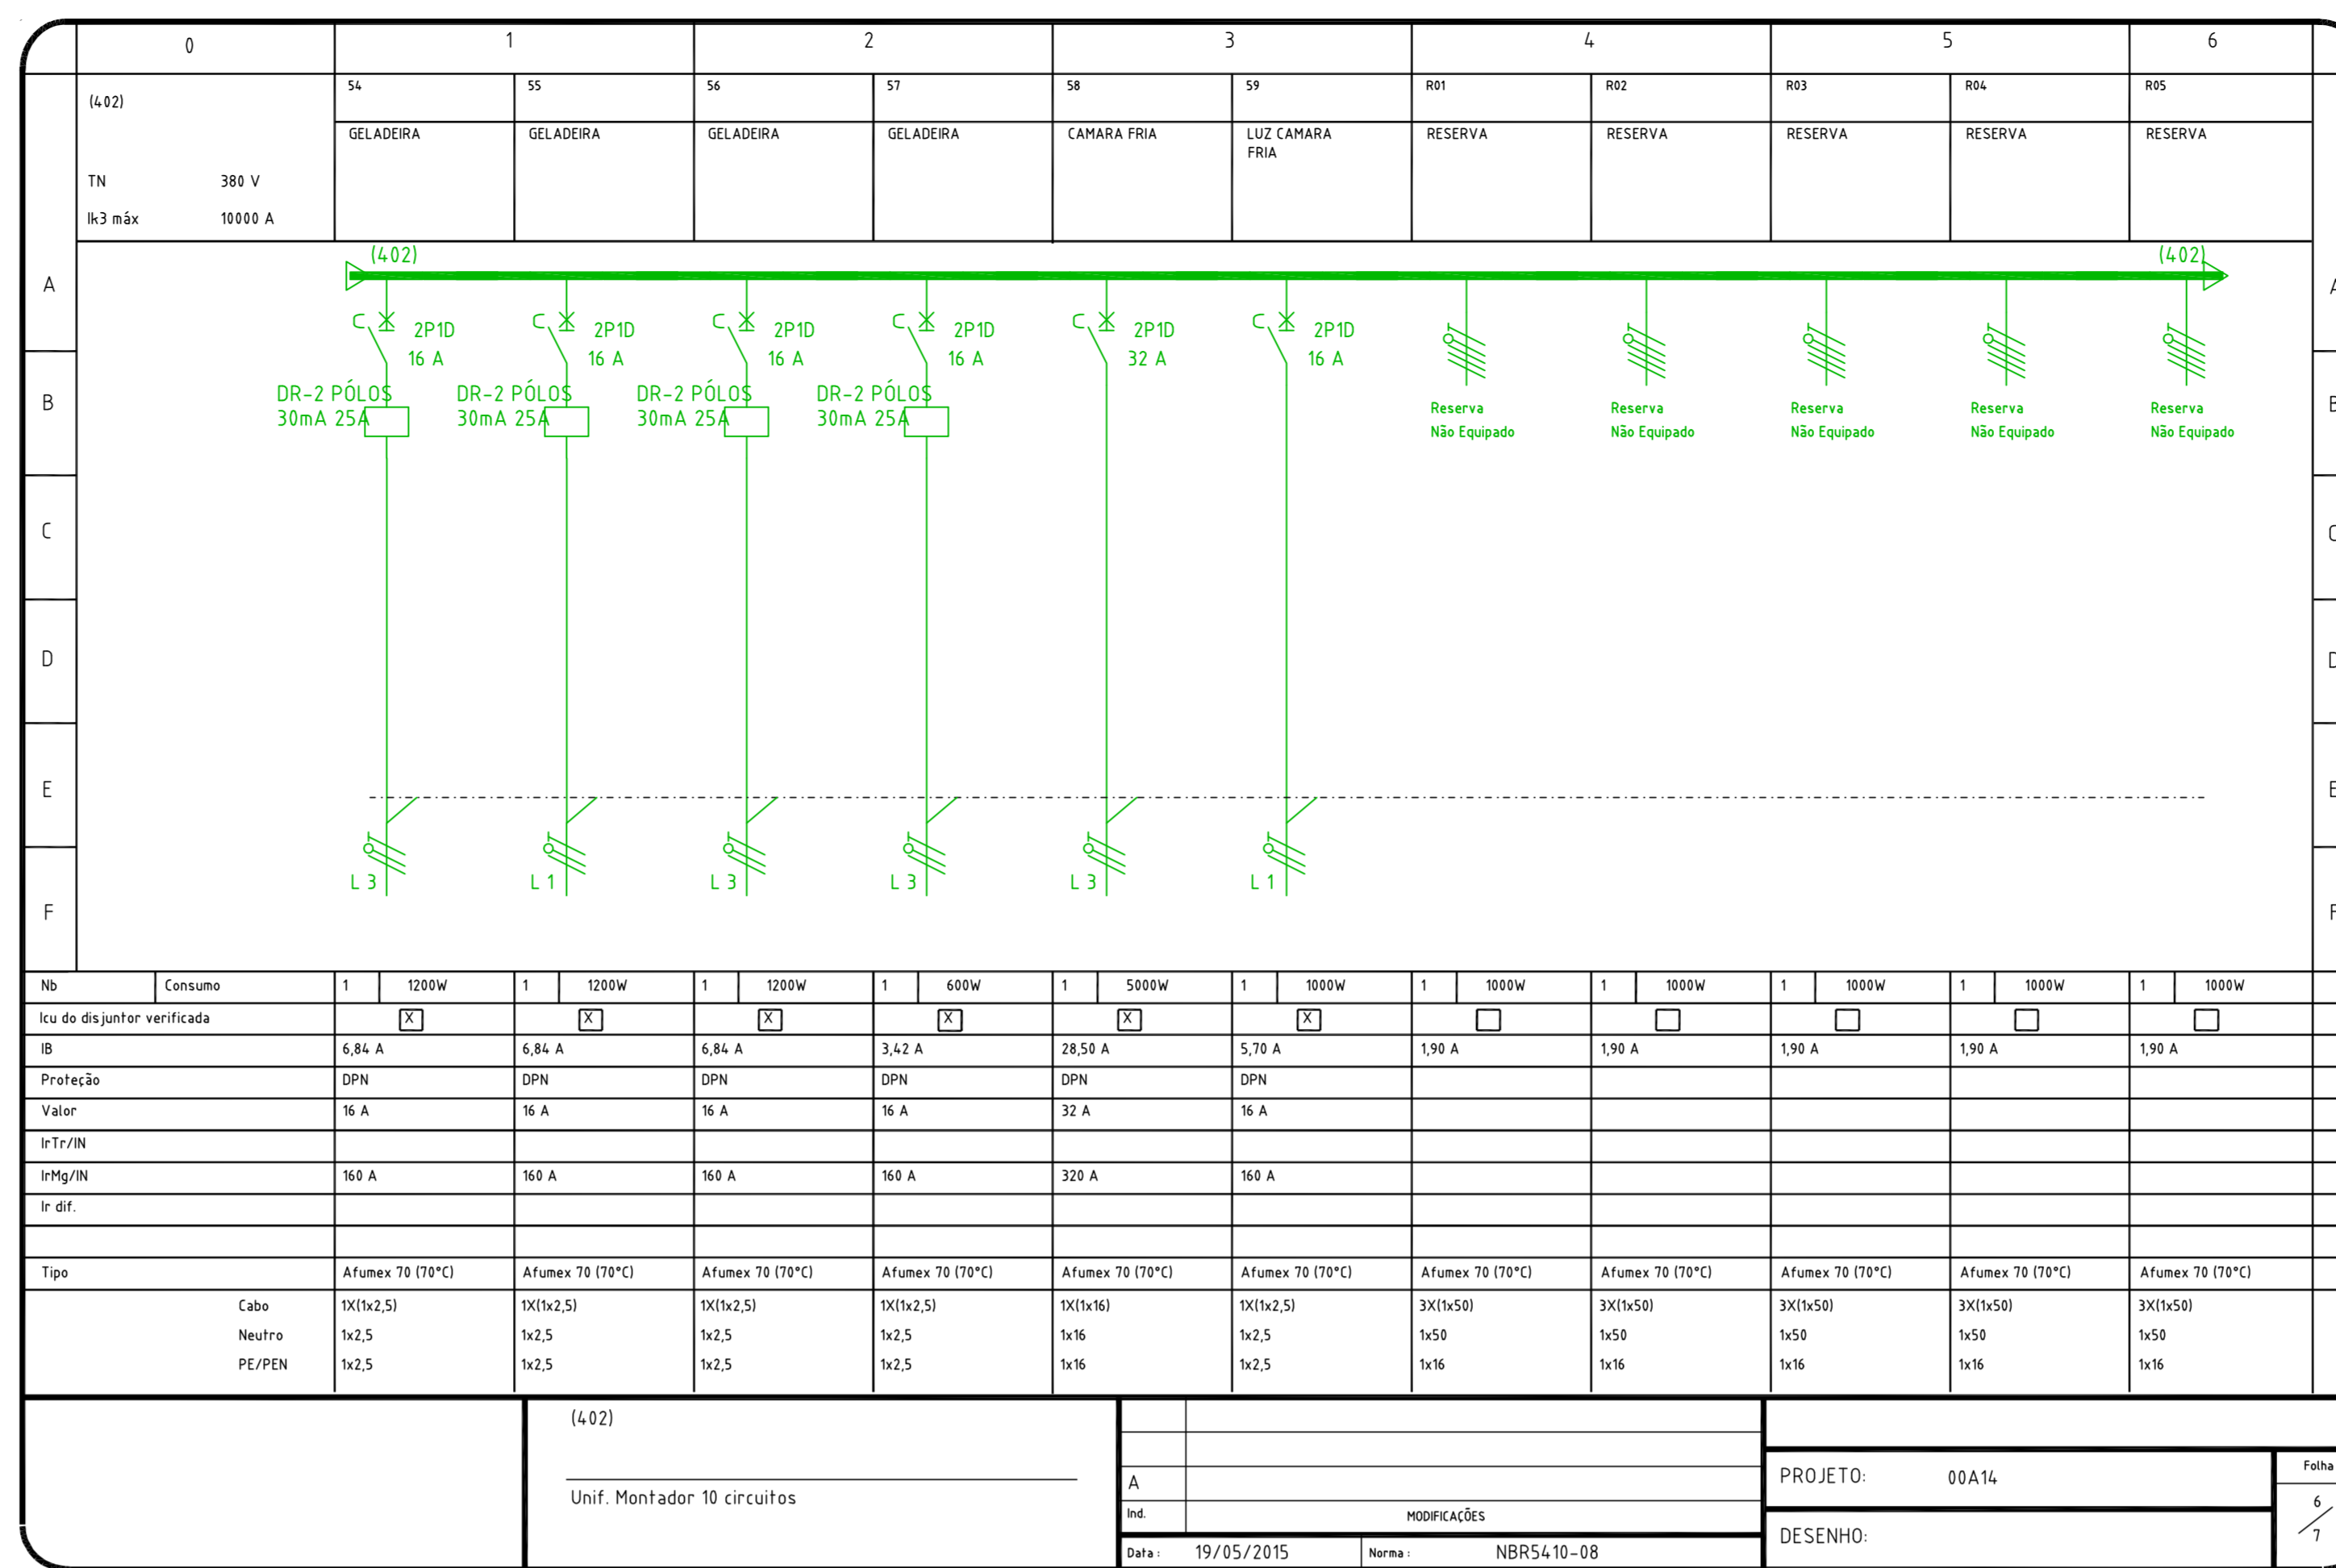 0 1 2 3 4 5 6
(402) 54 55 56 57 58 59 R01 R02 R03 R04 R05
GELADEIRA GELADEIRA GELADEIRA GELADEIRA CAMARA FRIA LUZ CAMARA RESERVA RESERVA RESERVA RESERVA RESERVA
FRIA
TN 380 V
Ik3 máx 10000 A
(402) (402)
A A
C 2P1D C 2P1D C 2P1D C 2P1D C 2P1D C 2P1D
16 A 16 A 16 A 16 A 32 A 16 A
DR-2 PÓLOS DR-2 PÓLOS DR-2 PÓLOS DR-2 PÓLOS
B Reserva Reserva Reserva Reserva Reserva B
30mA 25A 30mA 25A 30mA 25A 30mA 25A
Não Equipado Não Equipado Não Equipado Não Equipado Não Equipado
C C
D D
E E
L 3 L 1 L 3 L 3 L 3 L 1
F F
Nb Consumo 1 1200W 1 1200W 1 1200W 1 600W 1 5000W 1 1000W 1 1000W 1 1000W 1 1000W 1 1000W 1 1000W
Icu do disjuntor verificada X X X X X X
IB 6,84 A 6,84 A 6,84 A 3,42 A 28,50 A 5,70 A 1,90 A 1,90 A 1,90 A 1,90 A 1,90 A
Proteção DPN DPN DPN DPN DPN DPN
Valor 16 A 16 A 16 A 16 A 32 A 16 A
IrTr/IN
IrMg/IN 160 A 160 A 160 A 160 A 320 A 160 A
Ir dif.
Tipo Afumex 70 (70°C) Afumex 70 (70°C) Afumex 70 (70°C) Afumex 70 (70°C) Afumex 70 (70°C) Afumex 70 (70°C) Afumex 70 (70°C) Afumex 70 (70°C) Afumex 70 (70°C) Afumex 70 (70°C) Afumex 70 (70°C)
Cabo 1X(1x2,5) 1X(1x2,5) 1X(1x2,5) 1X(1x2,5) 1X(1x16) 1X(1x2,5) 3X(1x50) 3X(1x50) 3X(1x50) 3X(1x50) 3X(1x50)
Neutro 1x2,5 1x2,5 1x2,5 1x2,5 1x16 1x2,5 1x50 1x50 1x50 1x50 1x50
PE/PEN 1x2,5 1x2,5 1x2,5 1x2,5 1x16 1x2,5 1x16 1x16 1x16 1x16 1x16
(402)
Unif. Montador 10 circuitos
A
Ind. MODIFICAÇÕES
Data : 19/05/2015 Norma : NBR5410-08
PROJETO: 00A14
DESENHO:
Folha
6
7